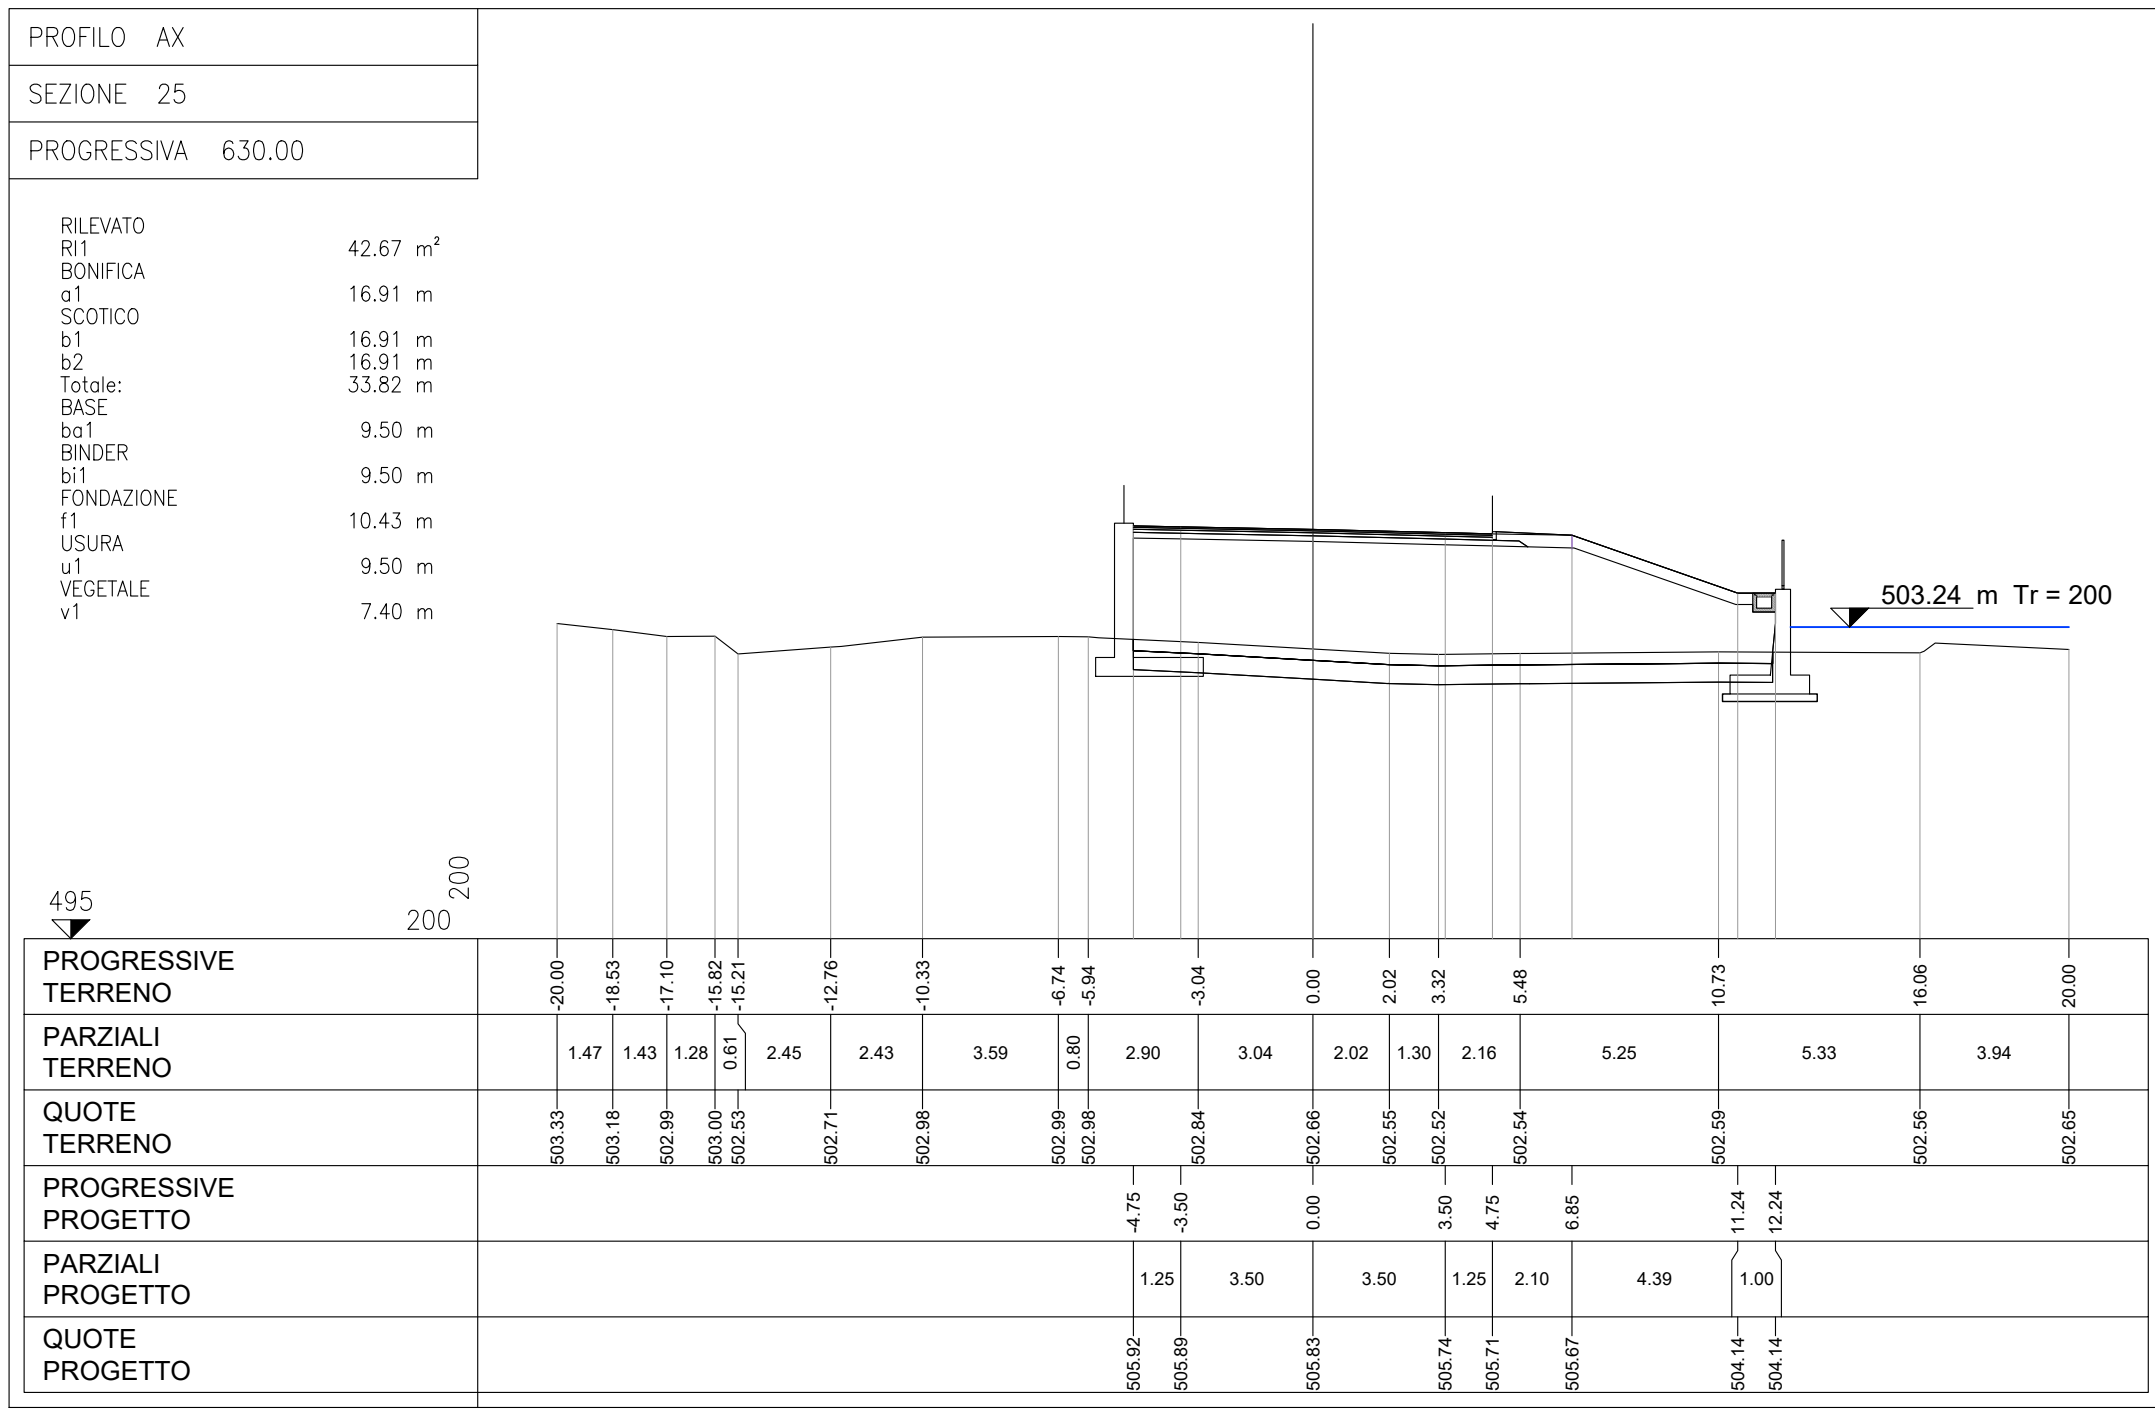 PROFILO AX
SEZIONE 25
PROGRESSIVA 630.00
RILEVATO
RI1 42.67 m²
BONIFICA
a1 16.91 m
SCOTICO
b1 16.91 m
b2 16.91 m
Totale: 33.82 m
BASE
ba1 9.50 m
BINDER
bi1 9.50 m
FONDAZIONE
f1 10.43 m
USURA
u1 9.50 m
VEGETALE
v1 7.40 m
503.24 m Tr = 200
495
200
200
PROGRESSIVE
TERRENO
-20.00 -18.53 -17.10 -15.82 -15.21 -12.76 -10.33 -6.74 -5.94 -3.04 0.00 2.02 3.32 5.48 10.73 16.06 20.00
PARZIALI
TERRENO
1.47 1.43 1.28 0.61 2.45 2.43 3.59 0.80 2.90 3.04 2.02 1.30 2.16 5.25 5.33 3.94
QUOTE
TERRENO
503.33 503.18 502.99 503.00 502.53 502.71 502.98 502.99 502.98 502.84 502.66 502.55 502.52 502.54 502.59 502.56 502.65
PROGRESSIVE
PROGETTO
-4.75 -3.50 0.00 3.50 4.75 6.85 11.24 12.24
PARZIALI
PROGETTO
1.25 3.50 3.50 1.25 2.10 4.39 1.00
QUOTE
PROGETTO
505.92 505.89 505.83 505.74 505.71 505.67 504.14 504.14